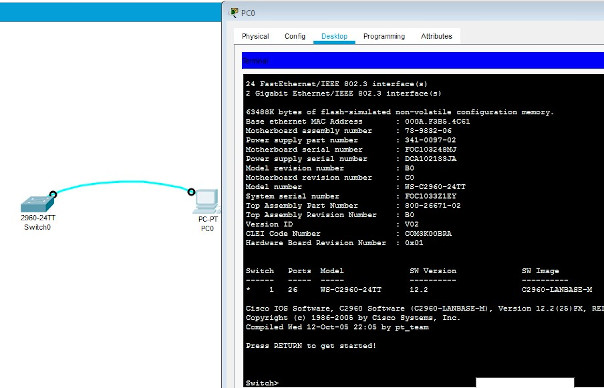 PC0
Physical Config Desktop Programming Attributes
24 FastEthernet/IEEE 802.3 interface(s)
2 Gigabit Ethernet/IEEE 802.3 interface(s)
63488K bytes of flash-simulated non-volatile configuration memory.
Base ethernet MAC Address : 000A.F3B5.4C61
Motherboard assembly number : 73-9832-06
Power supply part number : 341-0097-02
Motherboard serial number : FOC103248MJ
Power supply serial number : DCA102133JA
Model revision number : B0
Motherboard revision number : C0
Model number : WS-C2960-24TT
System serial number : FOC1033Z1EY
Top Assembly Part Number : 800-26671-02
Top Assembly Revision Number : B0
Version ID : V02
CLEI Code Number : COM3K00BRA
Hardware Board Revision Number : 0x01
Switch Ports Model SW Version SW Image
------ ----- ----- ---------- ----------
* 1 26 WS-C2960-24TT 12.2 C2960-LANBASE-M
Cisco IOS Software, C2960 Software (C2960-LANBASE-M), Version 12.2(25)FX, REL
Copyright (c) 1986-2005 by Cisco Systems, Inc.
Compiled Wed 12-Oct-05 22:05 by pt_team
Press RETURN to get started!
Switch>
2960-24TT
Switch0
PC-PT
PC0